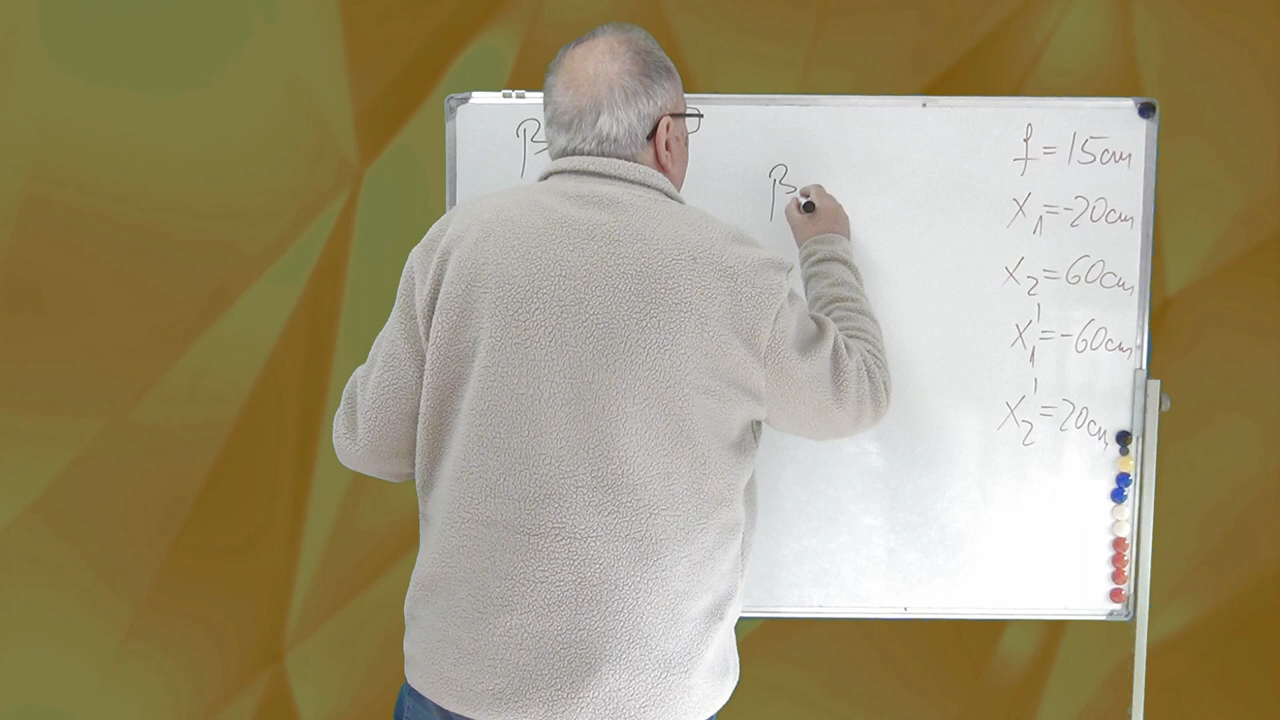 β
β
f = 15cm
x₁ = -20cm
x₂ = 60cm
x₁' = -60cm
x₂' = 20cm